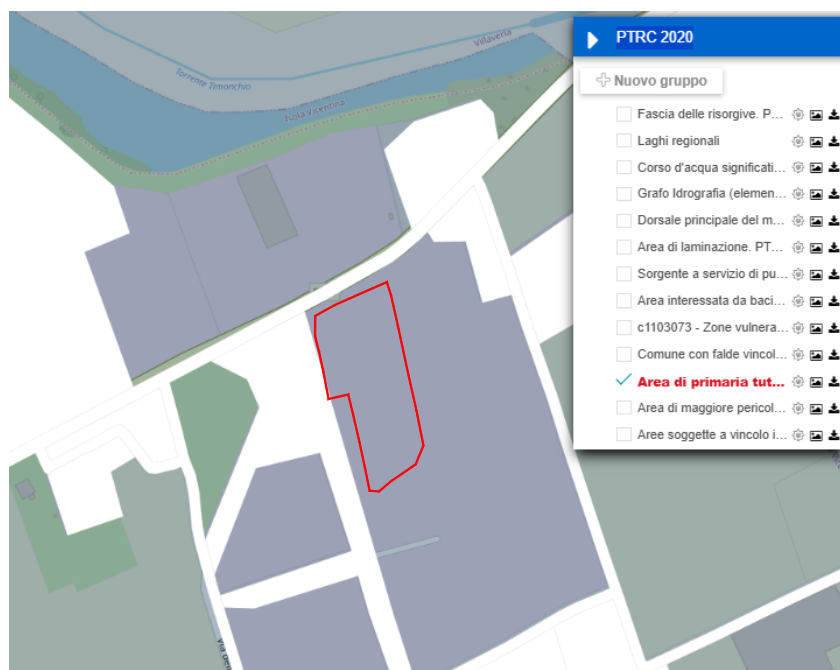 PTRC 2020
Nuovo gruppo
Fascia delle risorgive. P...
Laghi regionali
Corso d'acqua significati...
Grafo Idrografia (elemen...
Dorsale principale del m...
Area di laminazione. PT...
Sorgente a servizio di pu...
Area interessata da baci...
c1103073 - Zone vulnera...
Comune con falde vincol...
Area di primaria tut...
Area di maggiore pericol...
Aree soggette a vincolo i...
Villaverla
Torrente Timonchio
Isola Vicentina